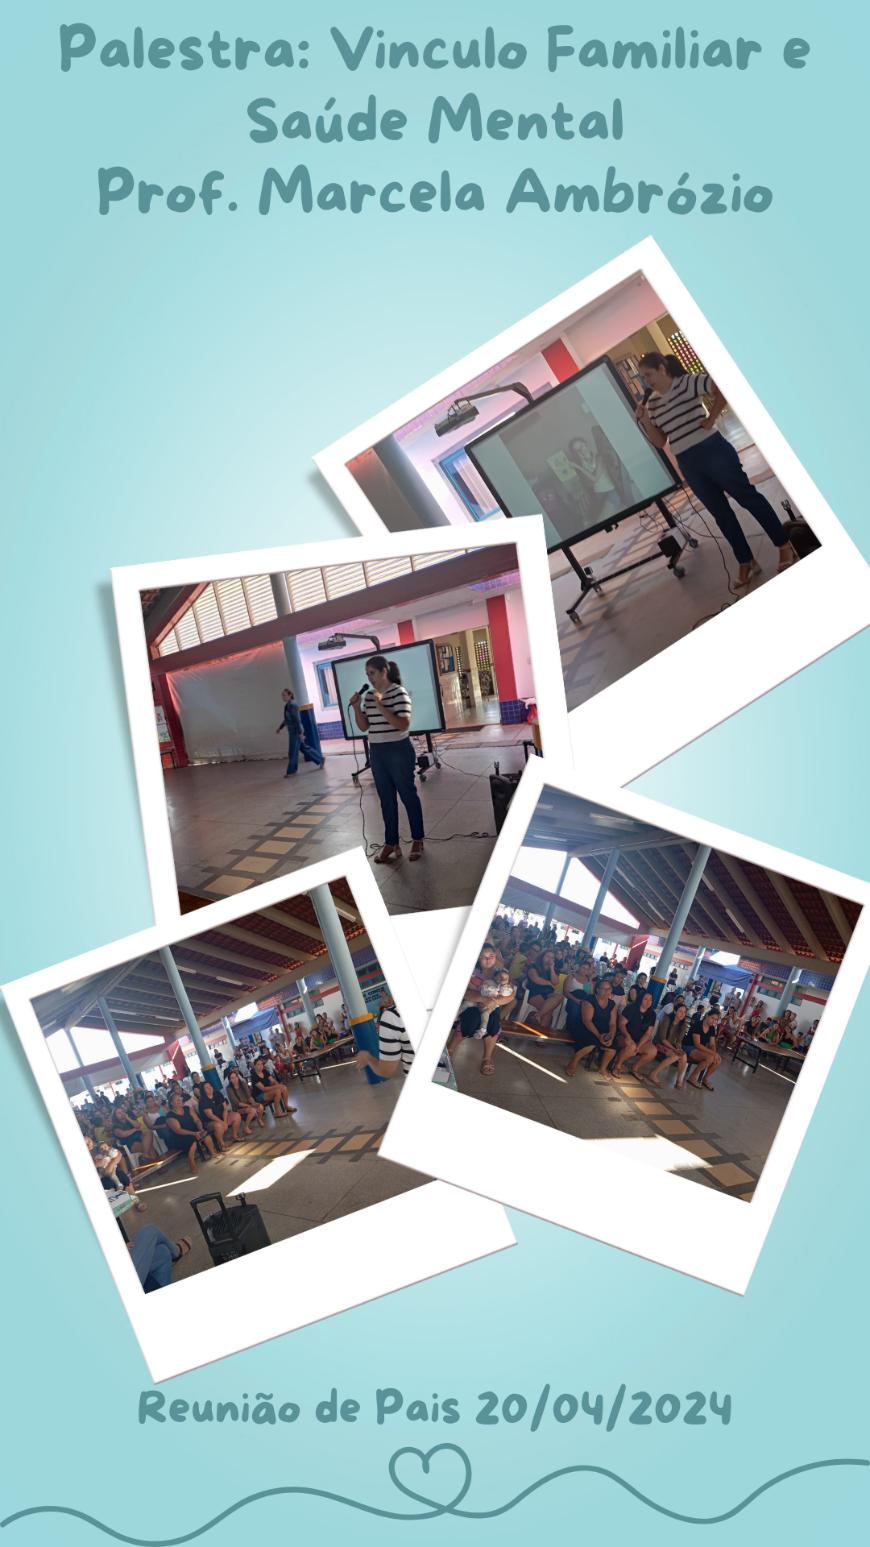 Palestra: Vinculo Familiar e
Saúde Mental
Prof. Marcela Ambrózio
Reunião de Pais 20/04/2024